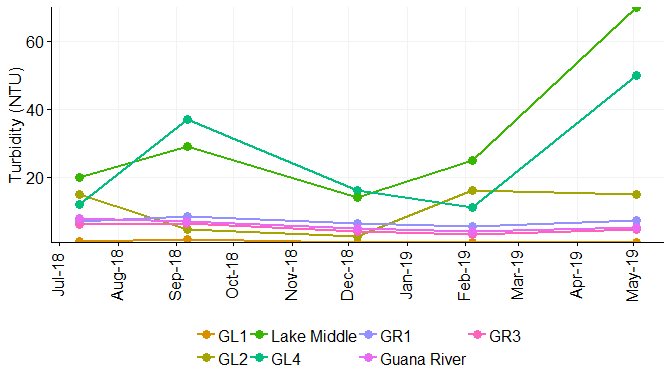 Turbidity (NTU)
60
40
20
Jul-18 Aug-18 Sep-18 Oct-18 Nov-18 Dec-18 Jan-19 Feb-19 Mar-19 Apr-19 May-19
GL1 Lake Middle GR1 GR3
GL2 GL4 Guana River